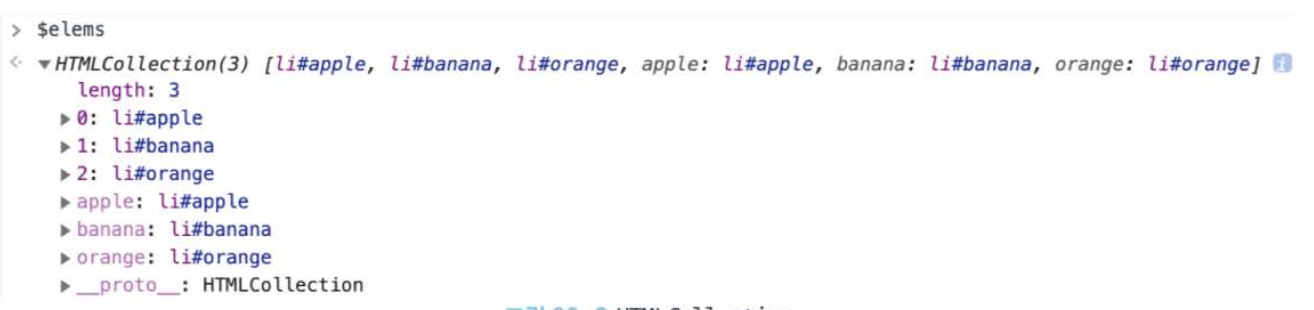 > $elems
HTMLCollection(3) [li#apple, li#banana, li#orange, apple: li#apple, banana: li#banana, orange: li#orange]
length: 3
0: li#apple
1: li#banana
2: li#orange
apple: li#apple
banana: li#banana
orange: li#orange
__proto__: HTMLCollection